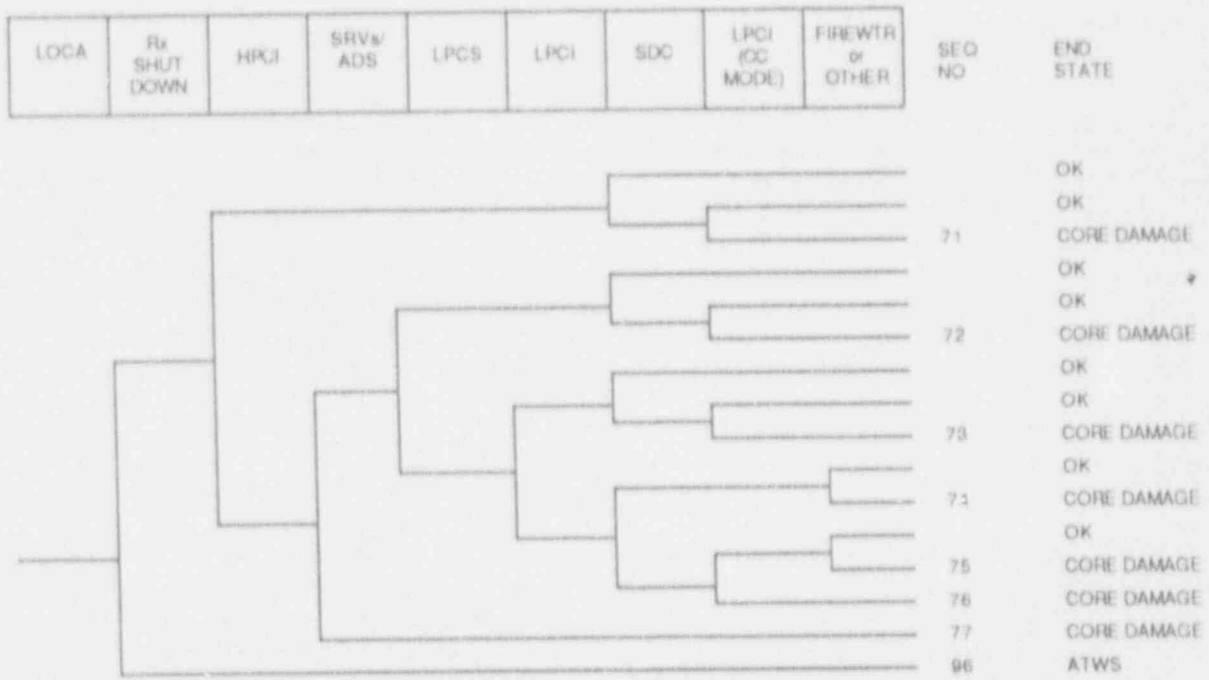 LOCA
Rx
SHUT
DOWN
HPCI
SRVs/
ADS
LPCS
LPCI
SDC
LPCI
(CC
MODE)
FIREWTR
or
OTHER
SEQ
NO
END
STATE
OK
OK
71 CORE DAMAGE
OK
OK
72 CORE DAMAGE
OK
OK
73 CORE DAMAGE
OK
74 CORE DAMAGE
OK
75 CORE DAMAGE
76 CORE DAMAGE
77 CORE DAMAGE
96 ATWS